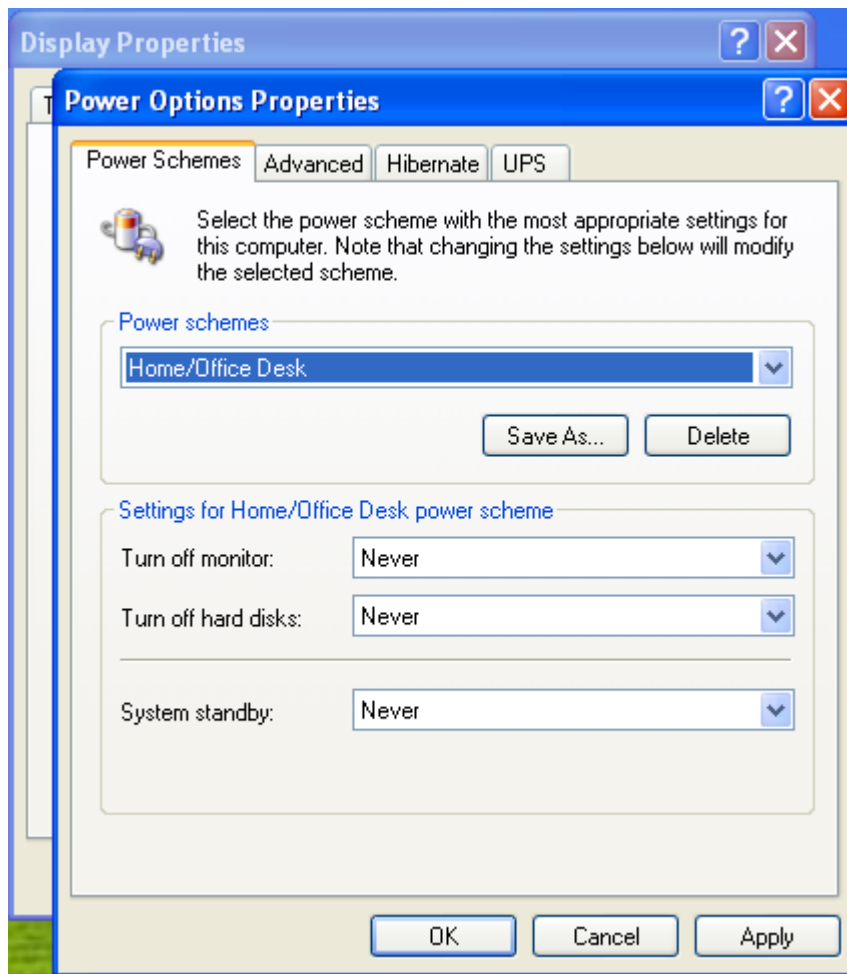 Display Properties
T
Power Options Properties
Power Schemes
Advanced
Hibernate
UPS
Select the power scheme with the most appropriate settings for
this computer. Note that changing the settings below will modify
the selected scheme.
Power schemes
Home/Office Desk
Save As...
Delete
Settings for Home/Office Desk power scheme
Turn off monitor:
Never
Turn off hard disks:
Never
System standby:
Never
OK
Cancel
Apply